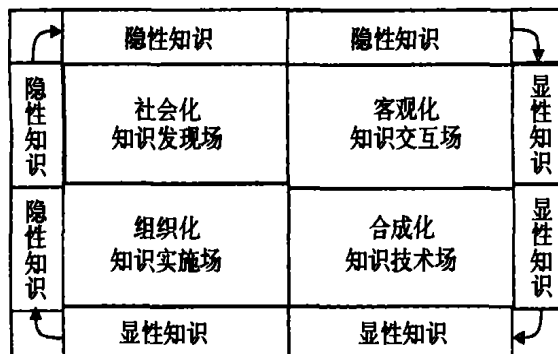 隐性知识 隐性知识
隐性知识
社会化
知识发现场
客观化
知识交互场
显性知识
隐性知识
组织化
知识实施场
合成化
知识技术场
显性知识
显性知识 显性知识